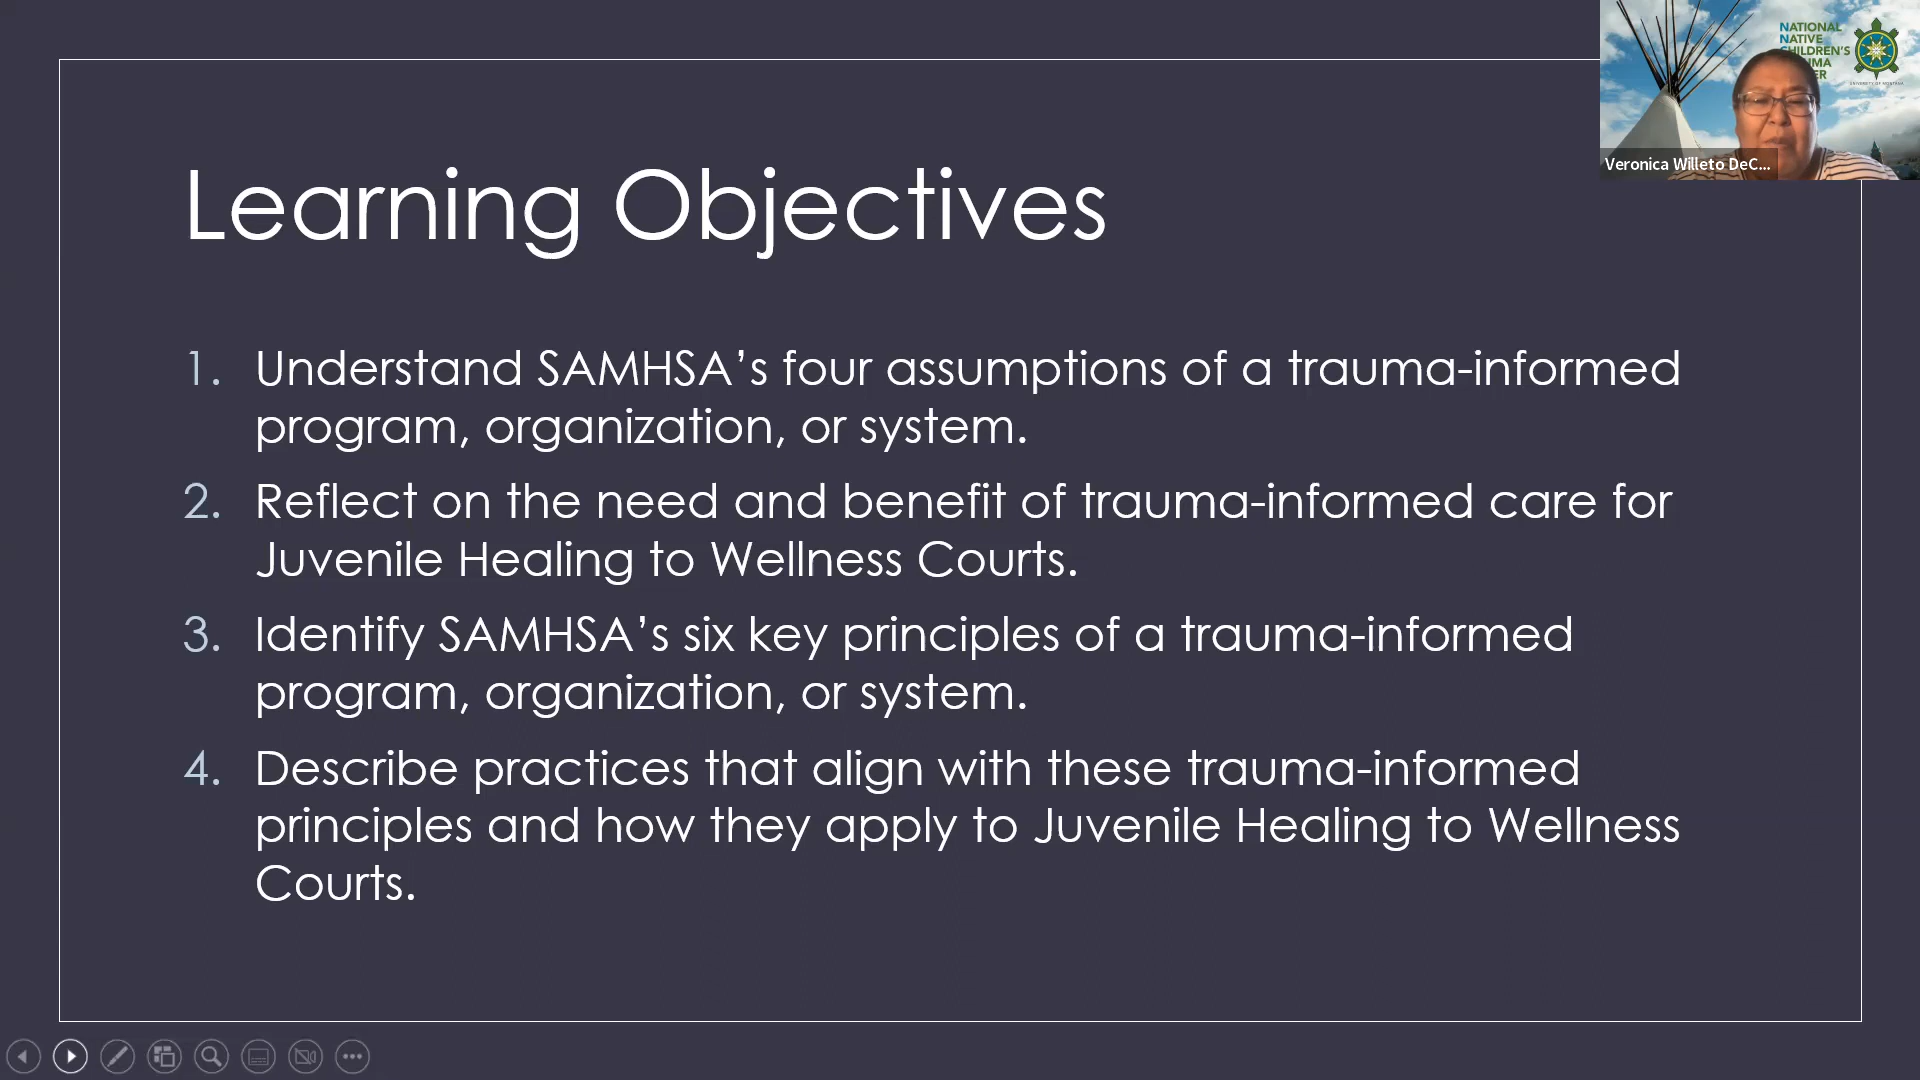 Learning Objectives
1. Understand SAMHSA’s four assumptions of a trauma-informed
program, organization, or system.
2. Reflect on the need and benefit of trauma-informed care for
Juvenile Healing to Wellness Courts.
3. Identify SAMHSA’s six key principles of a trauma-informed
program, organization, or system.
4. Describe practices that align with these trauma-informed
principles and how they apply to Juvenile Healing to Wellness
Courts.
NATIONAL
NATIVE
CHILDREN'S
UMA
ER
Veronica Willeto DeC...